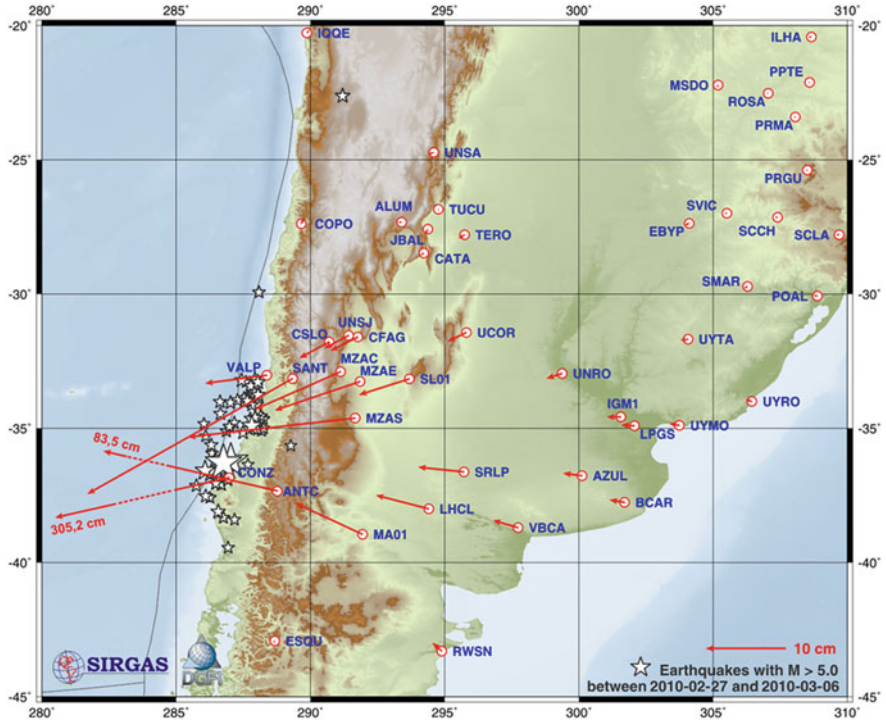 280˚ 285˚ 290˚ 295˚ 300˚ 305˚ 310˚
-20˚ -20˚
IQQE ILHA
PPTE
MSDO
ROSA
PRMA
-25˚ UNSA -25˚
PRGU
ALUM TUCU SVIC
COPO JBAL TERO EBYP SCCH SCLA
CATA
SMAR
-30˚ POAL -30˚
UNSJ
CSLO CFAG UCOR UYTA
MZAC
VALP SANT MZAE SL01 UNRO
IGM1 UYRO
MZAS
LPGS UYMO
-35˚ -35˚
83,5 cm
CONZ SRLP AZUL
ANTC
LHCL BCAR
305,2 cm
MA01 VBCA
-40˚ -40˚
ESQU
RWSN 10 cm
SIRGAS DGFI
Earthquakes with M > 5.0
between 2010-02-27 and 2010-03-06
-45˚ -45˚
280˚ 285˚ 290˚ 295˚ 300˚ 305˚ 310˚